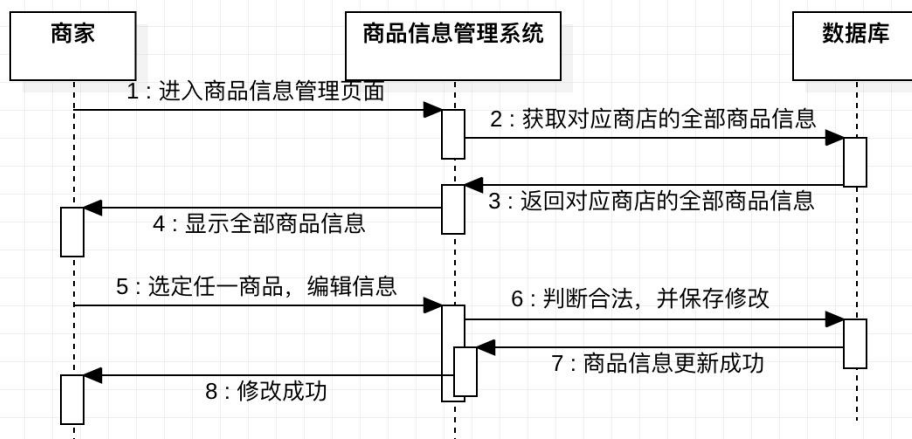 商家
商品信息管理系统
数据库
1 : 进入商品信息管理页面
2 : 获取对应商店的全部商品信息
3 : 返回对应商店的全部商品信息
4 : 显示全部商品信息
5 : 选定任一商品，编辑信息
6 : 判断合法，并保存修改
7 : 商品信息更新成功
8 : 修改成功